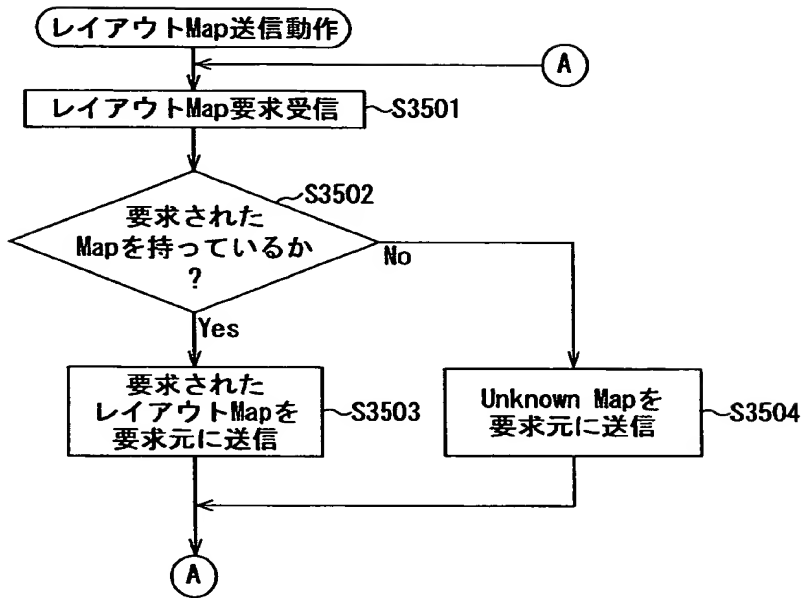 レイアウトMap送信動作
A
レイアウトMap要求受信
S3501
S3502
要求された
Mapを持っているか
?
No
Yes
要求された
レイアウトMapを
要求元に送信
S3503
Unknown Mapを
要求元に送信
S3504
A